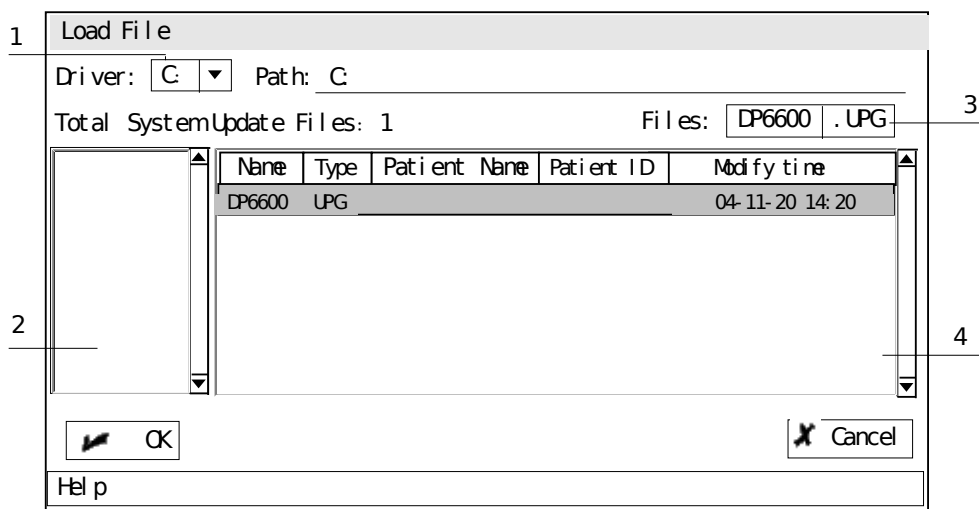 Load File
1
Driver: C: ▼ Path: C:
3
Total System Update Files: 1 Files: DP6600 .UPG
Name Type Patient Name Patient ID Modify time
DP6600 UPG 04-11-20 14:20
2
4
OK Cancel
Help